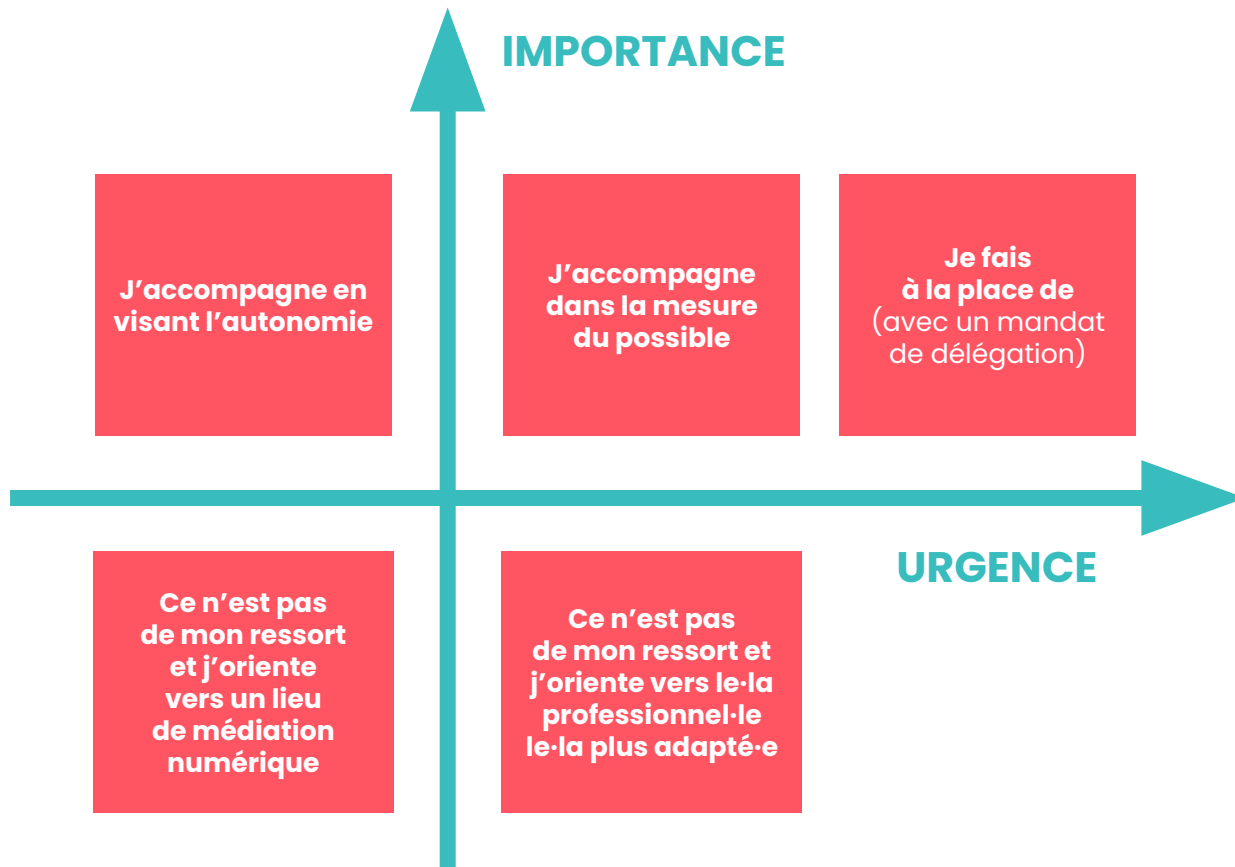 IMPORTANCE
J’accompagne en
visant l’autonomie
J’accompagne
dans la mesure
du possible
Je fais
à la place de
(avec un mandat
de délégation)
URGENCE
Ce n’est pas
de mon ressort
et j’oriente
vers un lieu
de médiation
numérique
Ce n’est pas
de mon ressort et
j’oriente vers le·la
professionnel·le
le·la plus adapté·e